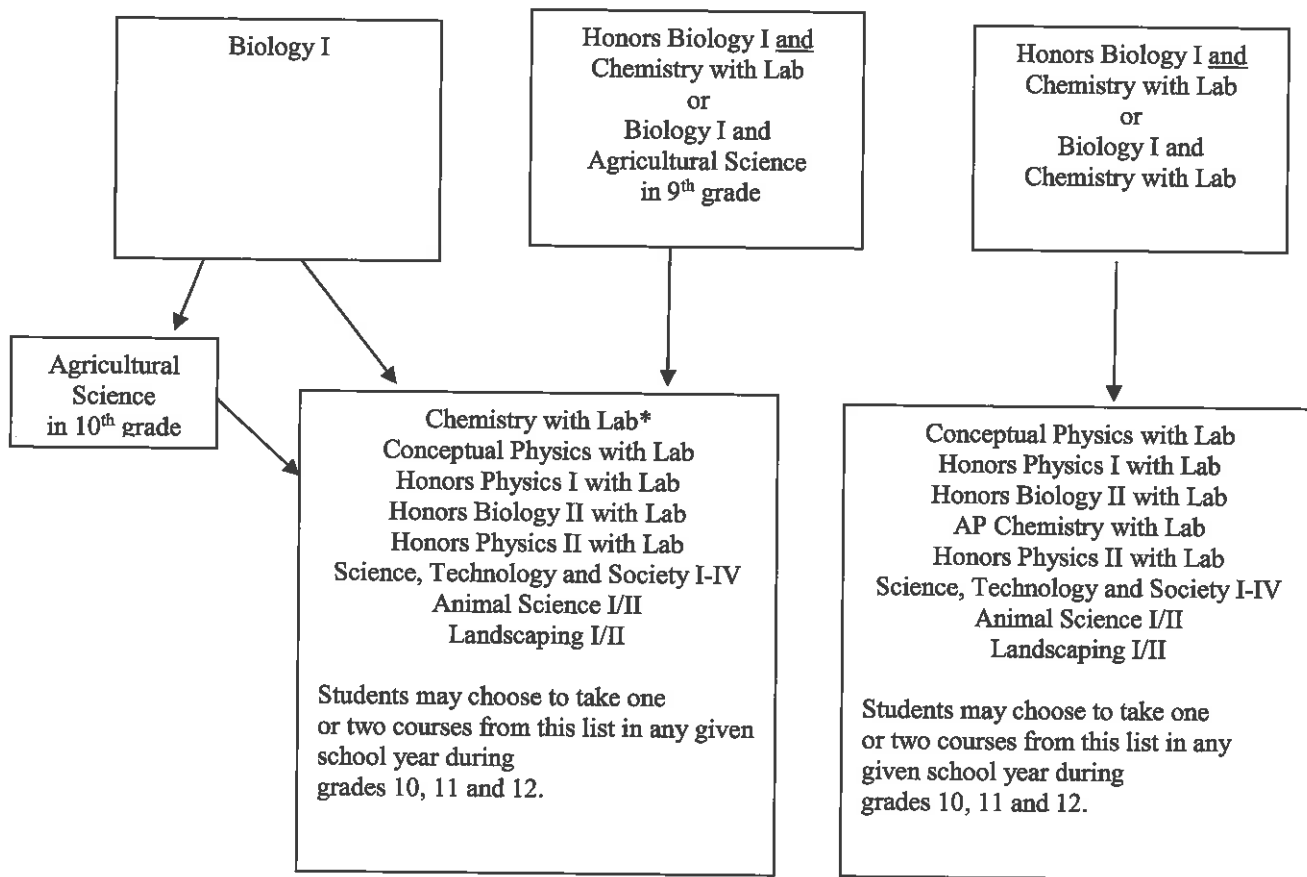 Biology I
Honors Biology I and
Chemistry with Lab
or
Biology I and
Agricultural Science
in 9th grade
Honors Biology I and
Chemistry with Lab
or
Biology I and
Chemistry with Lab
Agricultural
Science
in 10th grade
Chemistry with Lab*
Conceptual Physics with Lab
Honors Physics I with Lab
Honors Biology II with Lab
Honors Physics II with Lab
Science, Technology and Society I-IV
Animal Science I/II
Landscaping I/II
Students may choose to take one
or two courses from this list in any given
school year during
grades 10, 11 and 12.
Conceptual Physics with Lab
Honors Physics I with Lab
Honors Biology II with Lab
AP Chemistry with Lab
Honors Physics II with Lab
Science, Technology and Society I-IV
Animal Science I/II
Landscaping I/II
Students may choose to take one
or two courses from this list in any
given school year during
grades 10, 11 and 12.